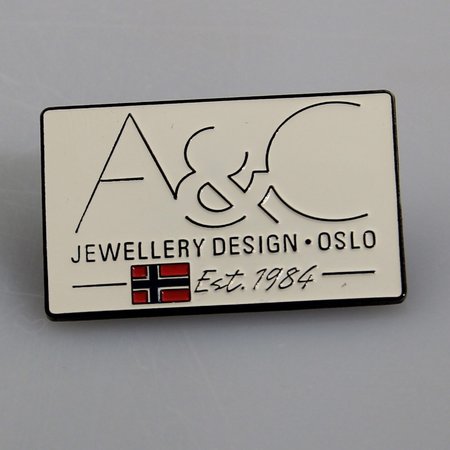 A&C
JEWELLERY DESIGN • OSLO
Est. 1984